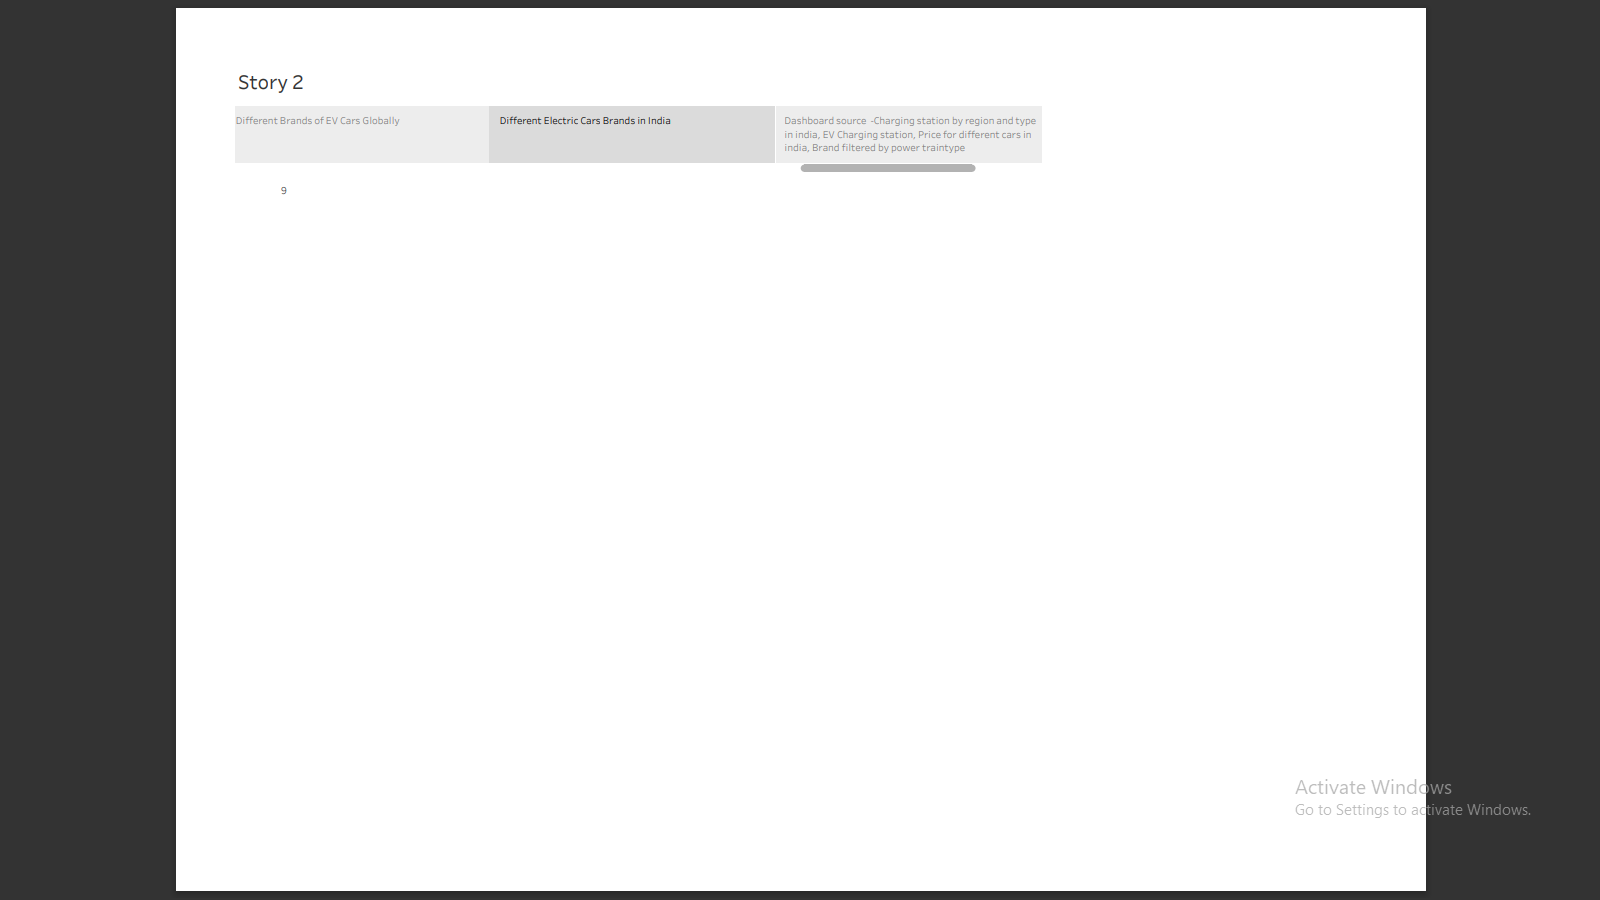 Story 2
Different Brands of EV Cars Globally
Different Electric Cars Brands in India
Dashboard source -Charging station by region and type
in india, EV Charging station, Price for different cars in
india, Brand filtered by power traintype
9
Activate Windows
Go to Settings to activate Windows.